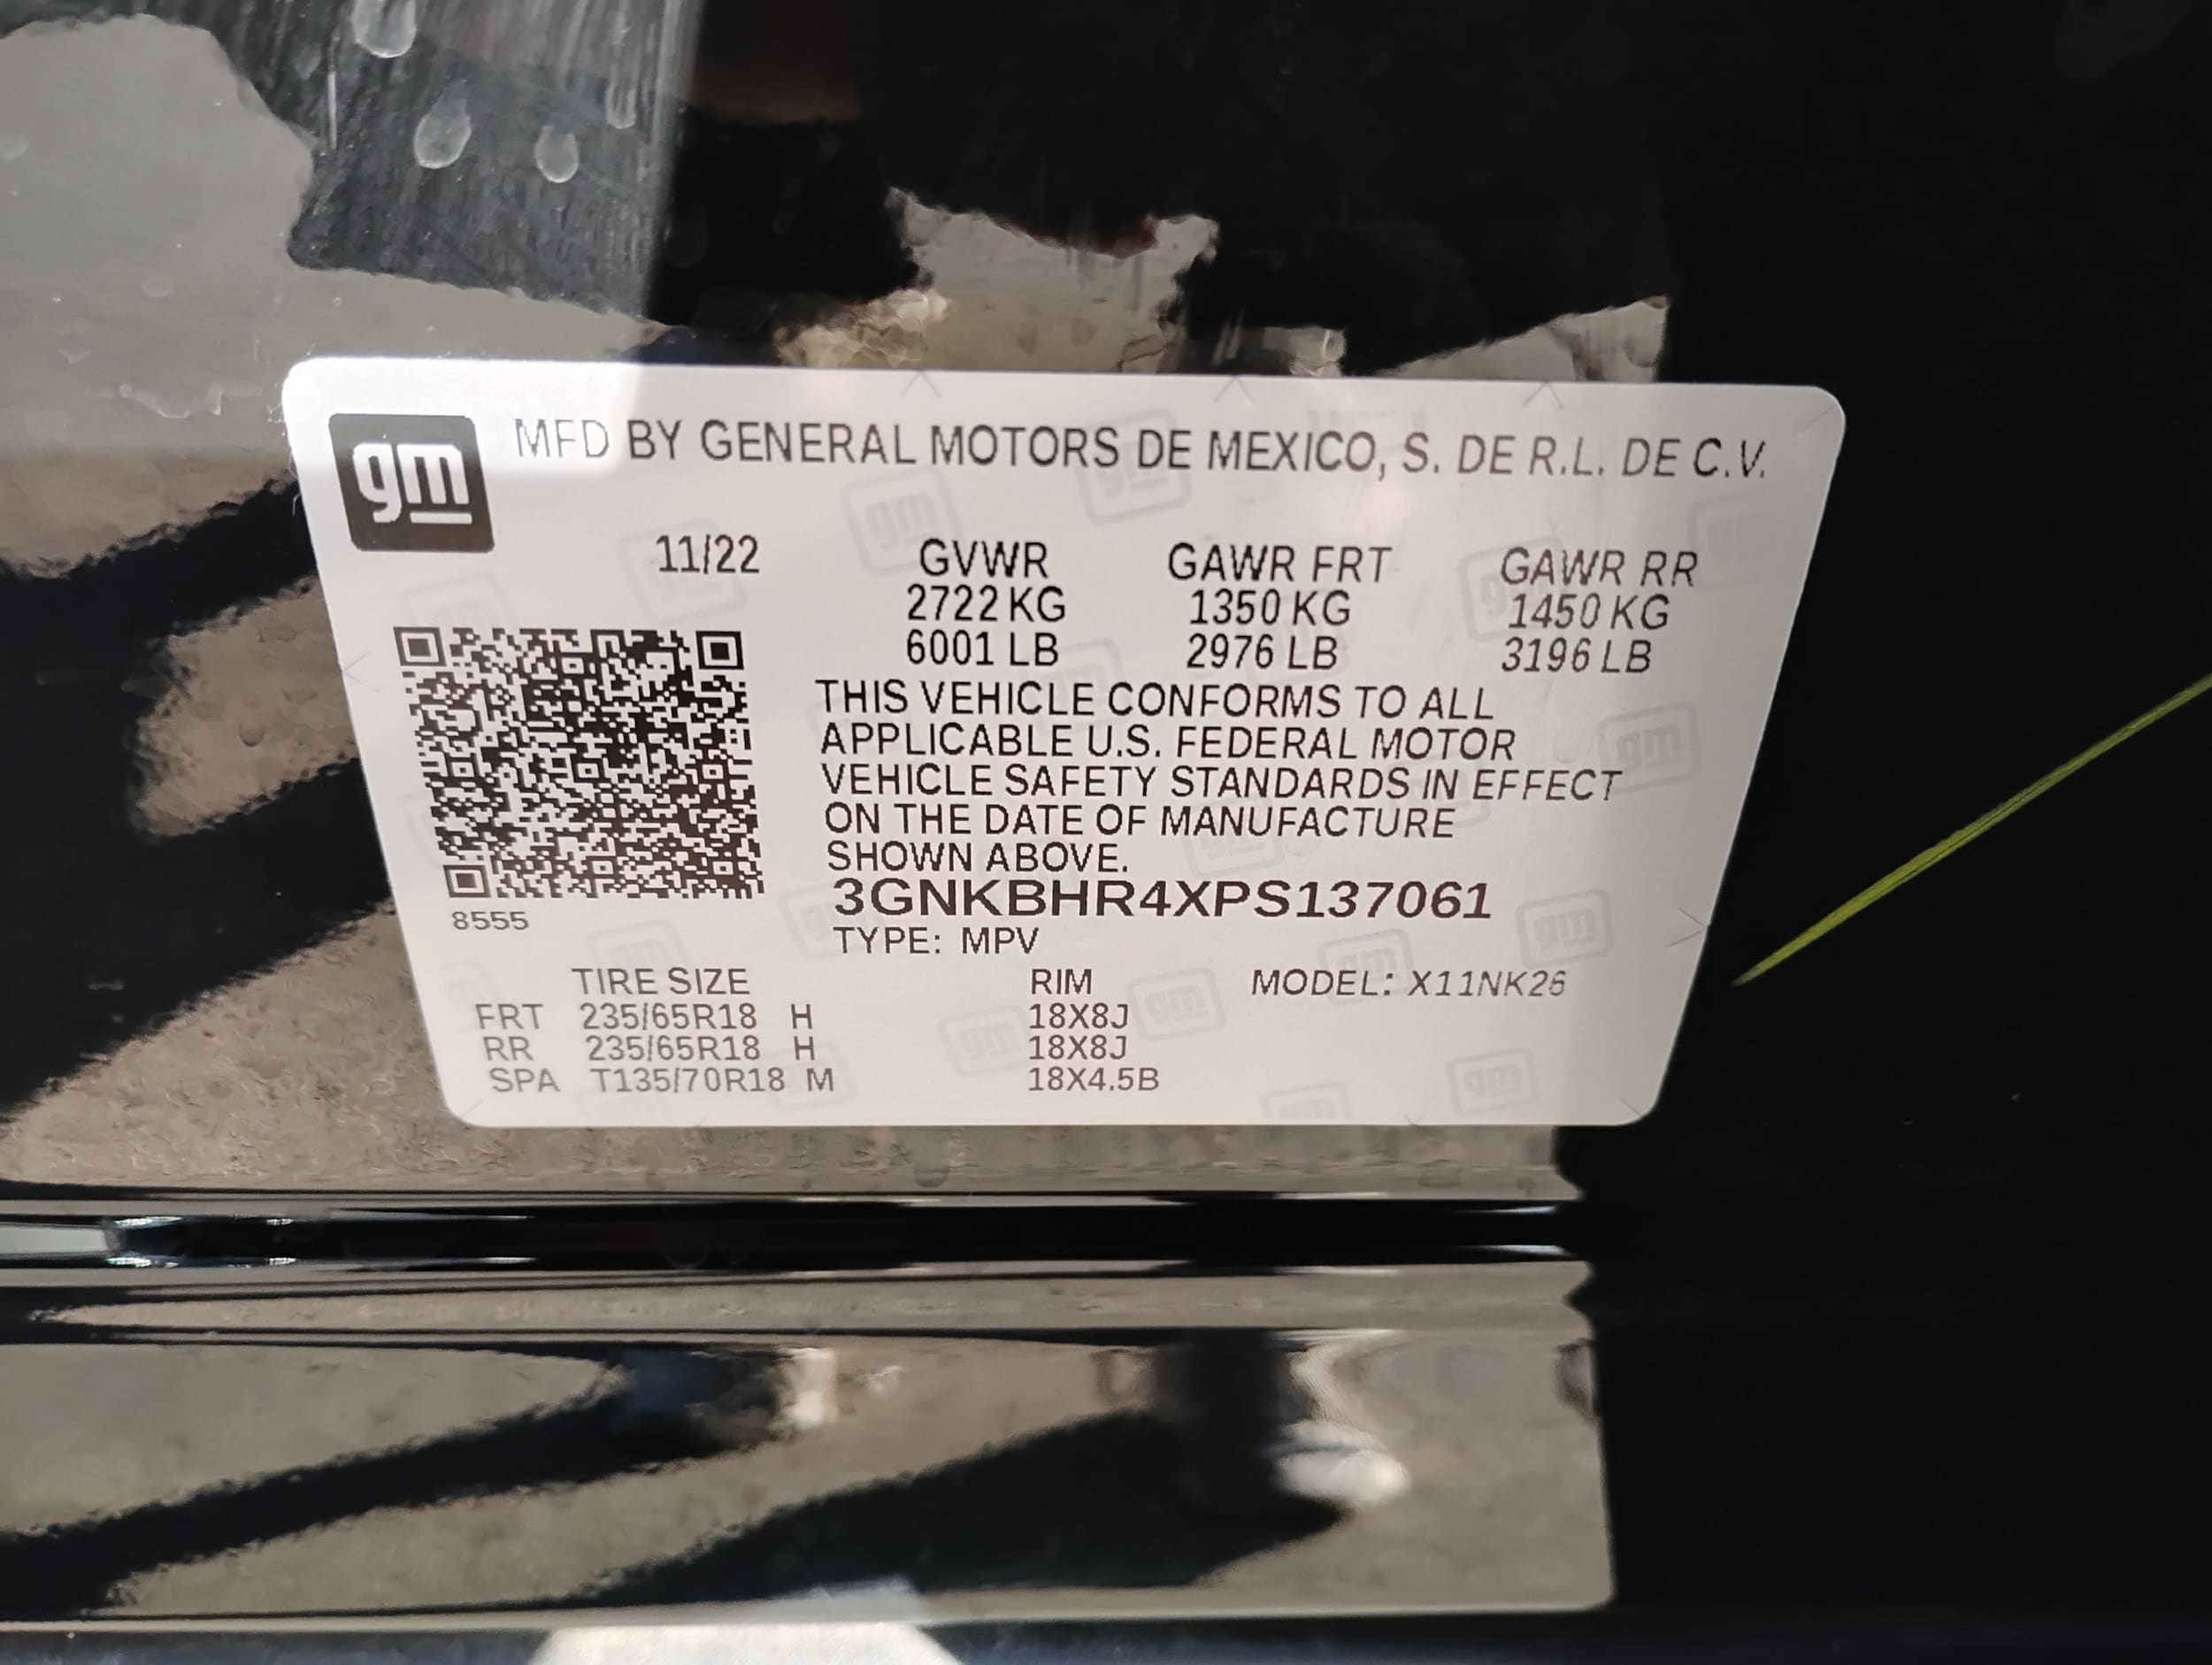 gm MFD BY GENERAL MOTORS DE MEXICO, S. DE R.L. DE C.V.
11/22 GVWR GAWR FRT GAWR RR
2722 KG 1350 KG 1450 KG
6001 LB 2976 LB 3196 LB
THIS VEHICLE CONFORMS TO ALL
APPLICABLE U.S. FEDERAL MOTOR
VEHICLE SAFETY STANDARDS IN EFFECT
ON THE DATE OF MANUFACTURE
SHOWN ABOVE.
3GNKBHR4XPS137061
8555
TYPE: MPV
TIRE SIZE RIM MODEL: X11NK26
FRT 235/65R18 H 18X8J
RR 235/65R18 H 18X8J
SPA T135/70R18 M 18X4.5B